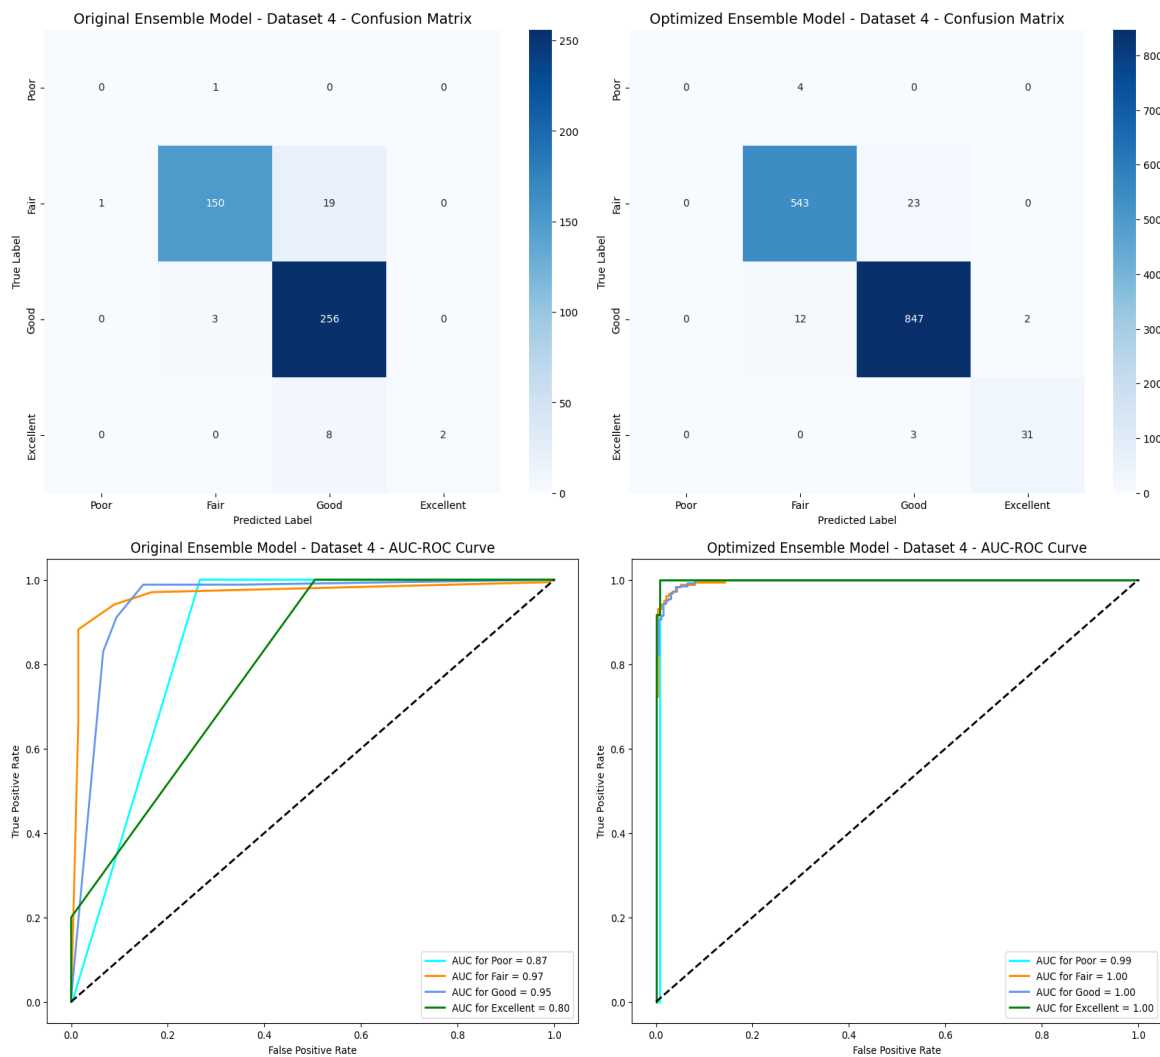 Original Ensemble Model - Dataset 4 - Confusion Matrix
Poor
Fair
Good
Excellent
True Label
0 1 0 0
1 150 19 0
0 3 256 0
0 0 8 2
Poor Fair Good Excellent
Predicted Label
250
200
150
100
50
0
Optimized Ensemble Model - Dataset 4 - Confusion Matrix
Poor
Fair
Good
Excellent
True Label
0 4 0 0
0 543 23 0
0 12 847 2
0 0 3 31
Poor Fair Good Excellent
Predicted Label
800
700
600
500
400
300
200
100
0
Original Ensemble Model - Dataset 4 - AUC-ROC Curve
True Positive Rate
1.0
0.8
0.6
0.4
0.2
0.0
AUC for Poor = 0.87
AUC for Fair = 0.97
AUC for Good = 0.95
AUC for Excellent = 0.80
0.0 0.2 0.4 0.6 0.8 1.0
False Positive Rate
Optimized Ensemble Model - Dataset 4 - AUC-ROC Curve
True Positive Rate
1.0
0.8
0.6
0.4
0.2
0.0
AUC for Poor = 0.99
AUC for Fair = 1.00
AUC for Good = 1.00
AUC for Excellent = 1.00
0.0 0.2 0.4 0.6 0.8 1.0
False Positive Rate